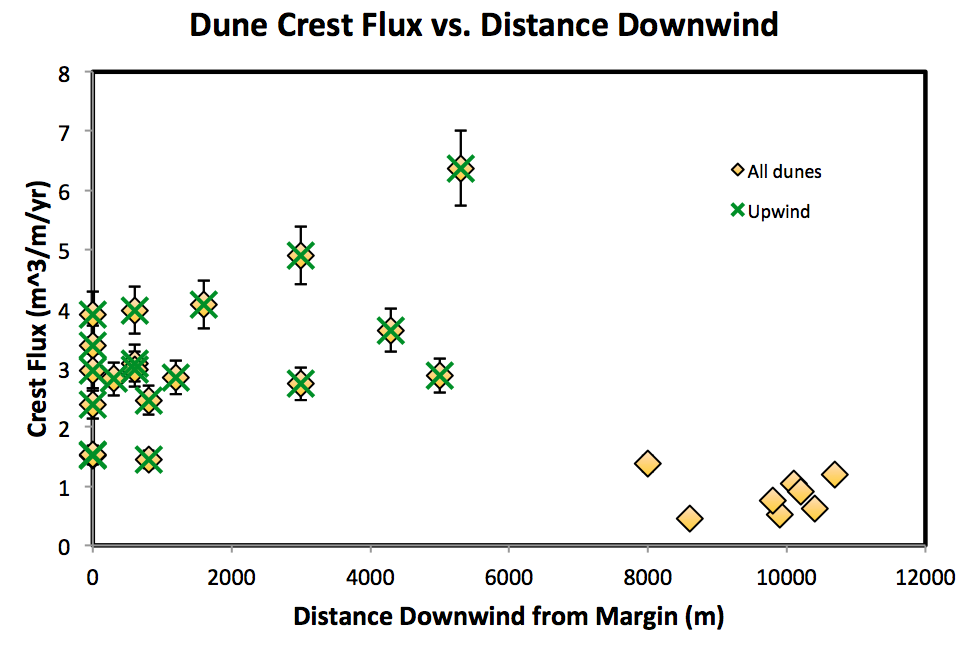 Dune Crest Flux vs. Distance Downwind
8
7
6
5
4
3
2
1
0
Crest Flux (m^3/m/yr)
All dunes
Upwind
0 2000 4000 6000 8000 10000 12000
Distance Downwind from Margin (m)